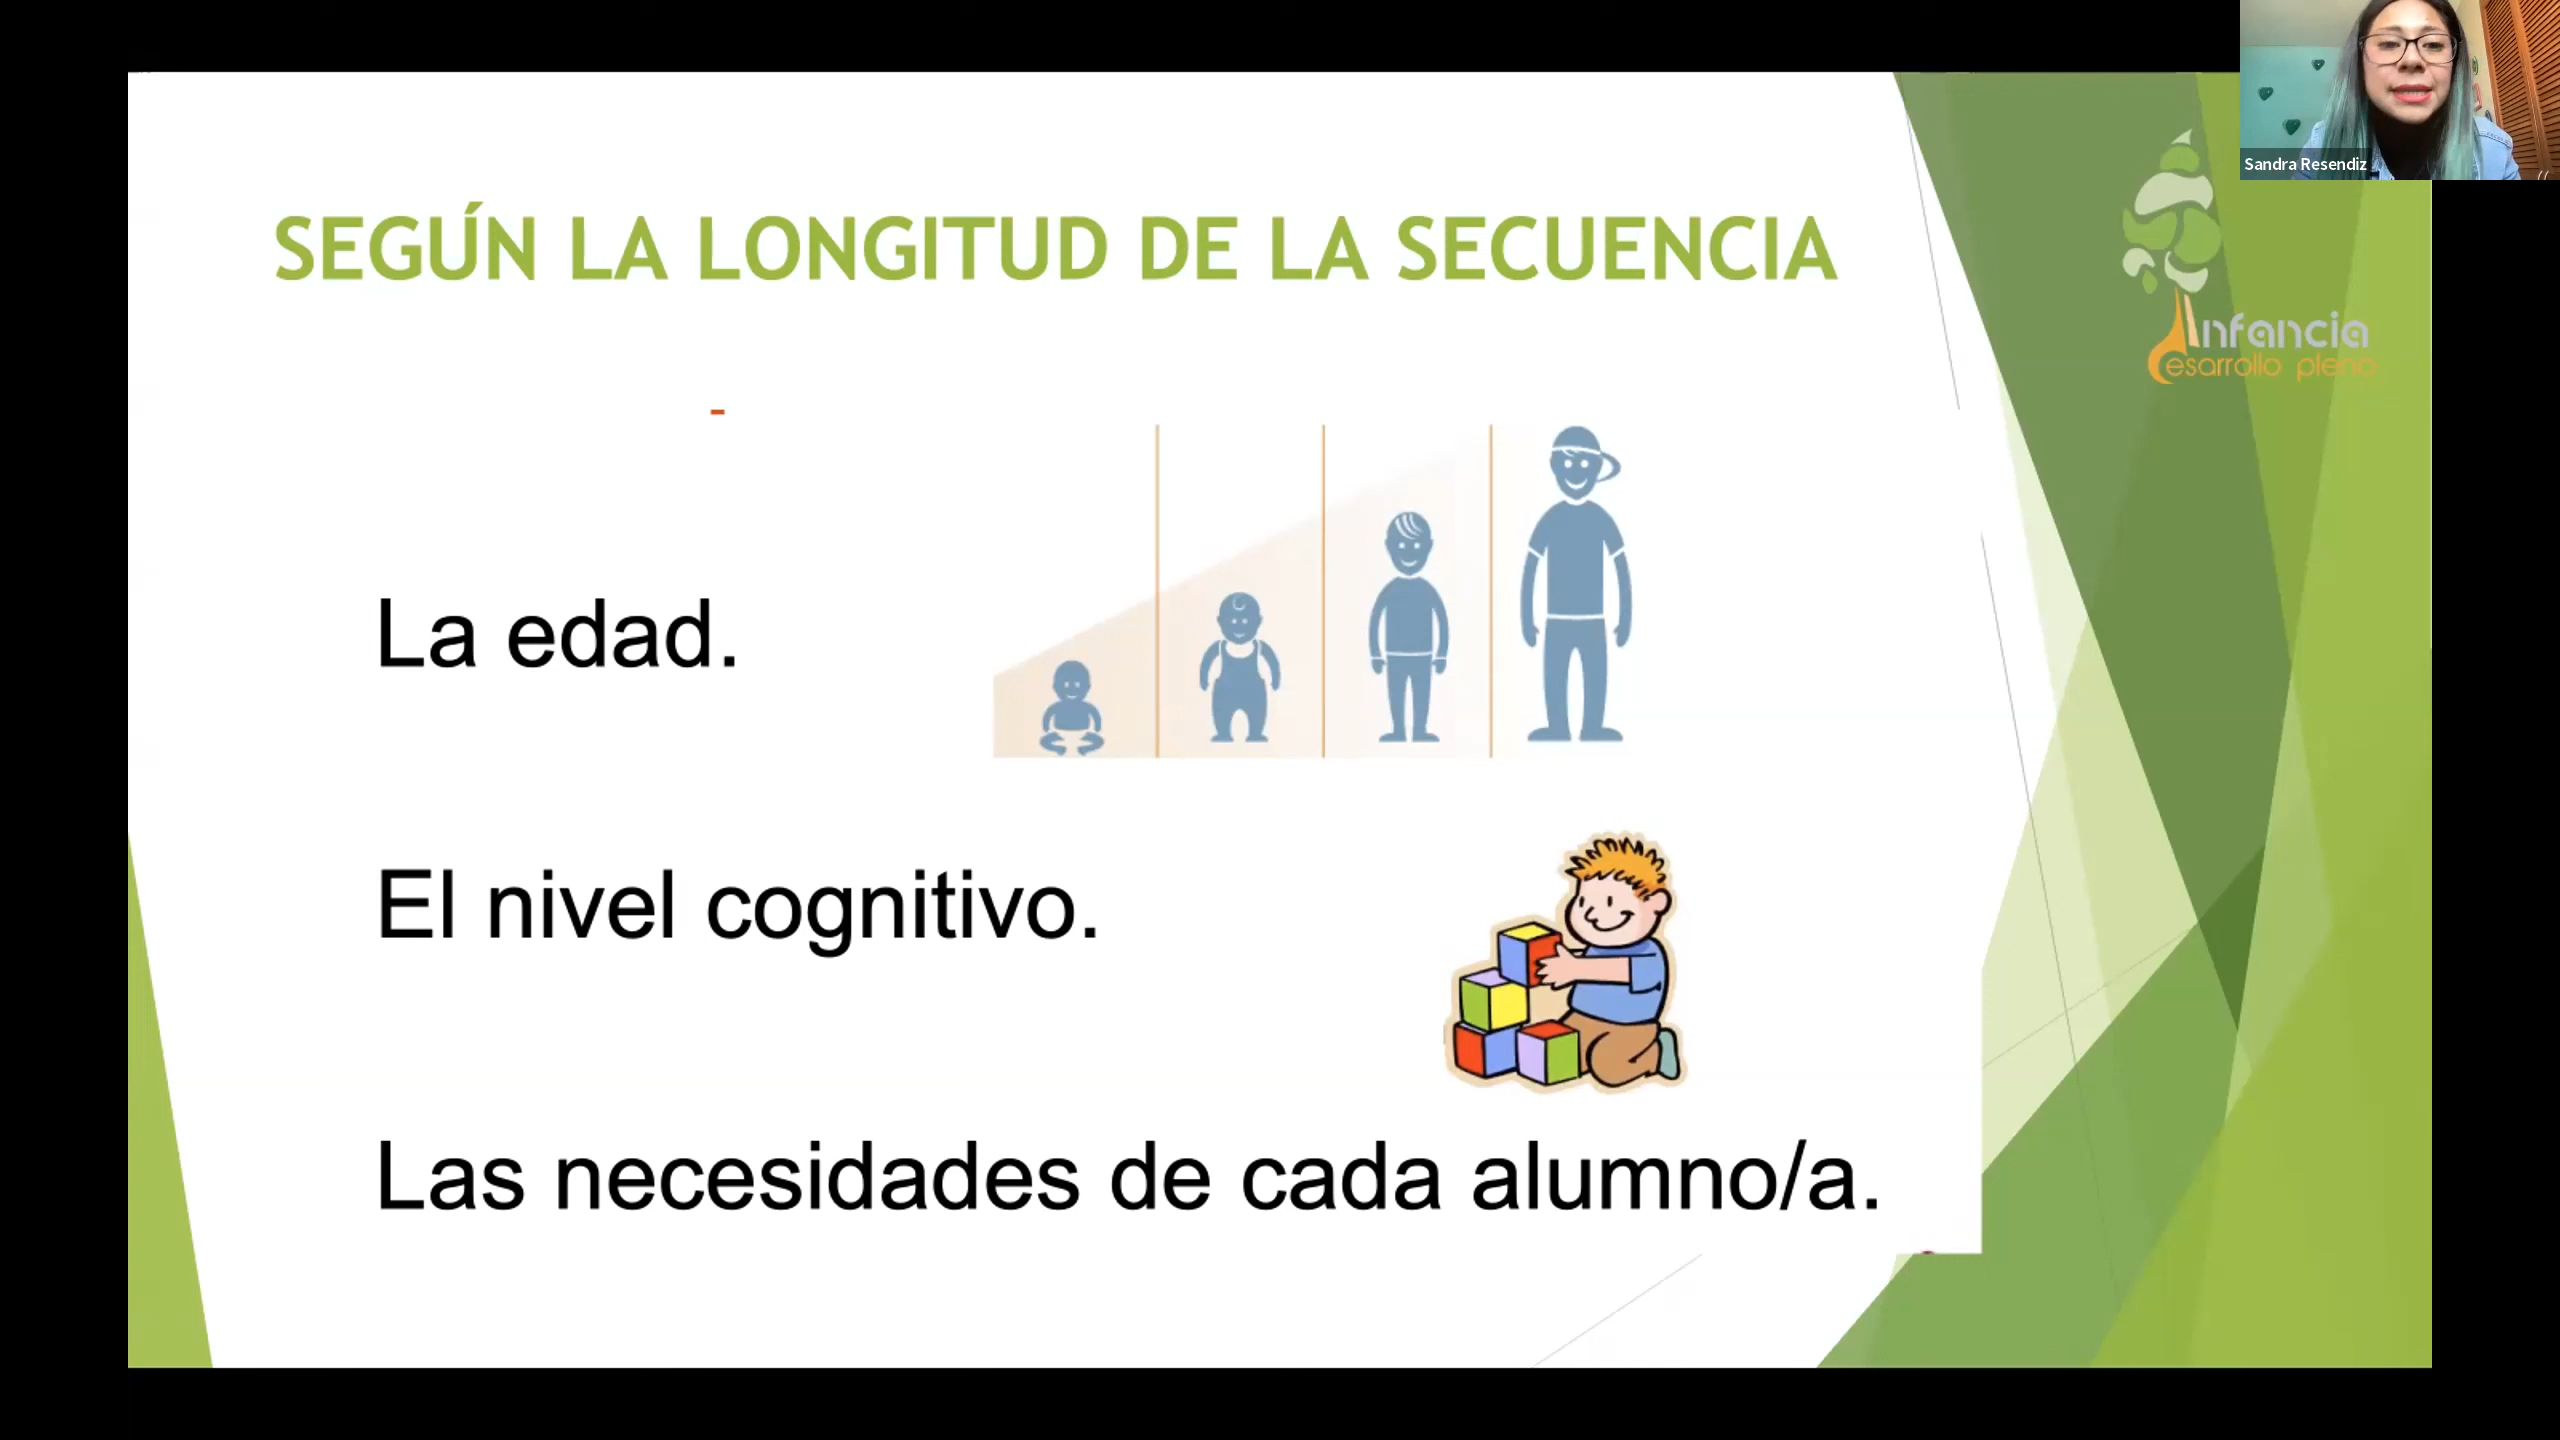 Sandra Resendiz
SEGÚN LA LONGITUD DE LA SECUENCIA
Infancia
Desarrollo pleno
-
La edad.
El nivel cognitivo.
Las necesidades de cada alumno/a.